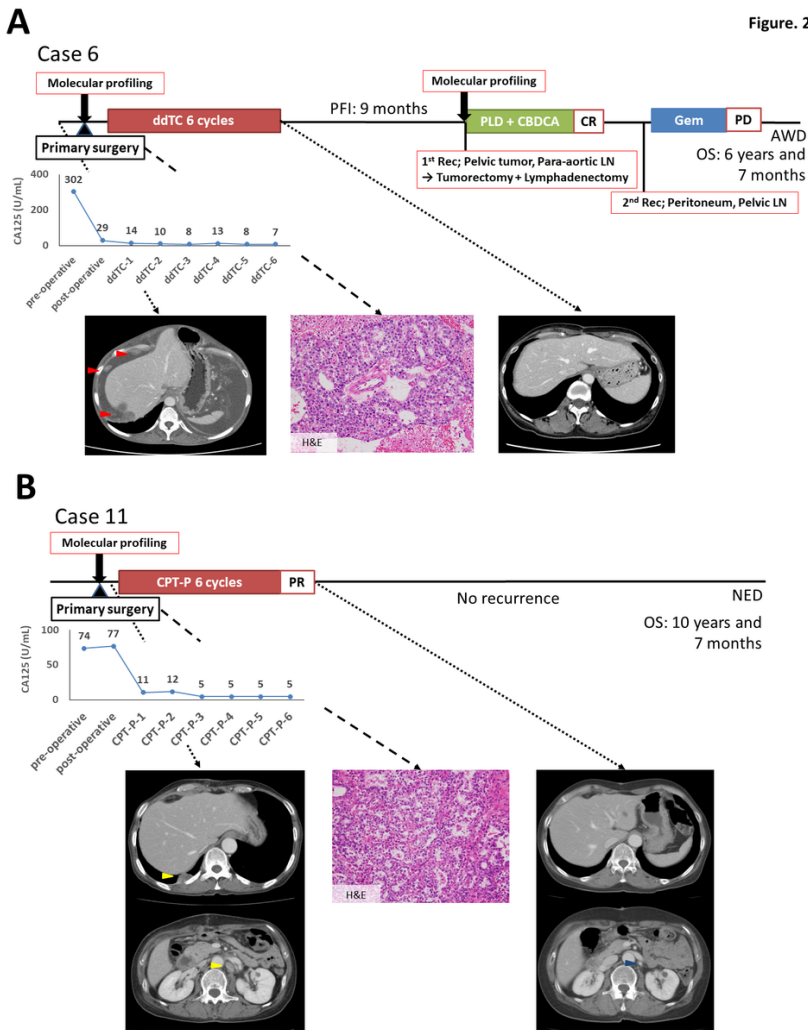 Figure. 2
A
Case 6
Molecular profiling
Molecular profiling
ddTC 6 cycles
PFI: 9 months
PLD + CBDCA
CR
Gem
PD
AWD
OS: 6 years and
7 months
Primary surgery
1st Rec; Pelvic tumor, Para-aortic LN
→ Tumorectomy + Lymphadenectomy
2nd Rec; Peritoneum, Pelvic LN
CA125 (U/mL)
400
200
0
302
29
14
10
8
13
8
7
pre-operative
post-operative
ddTC-1
ddTC-2
ddTC-3
ddTC-4
ddTC-5
ddTC-6
H&E
B
Case 11
Molecular profiling
CPT-P 6 cycles
PR
No recurrence
NED
OS: 10 years and
7 months
Primary surgery
CA125 (U/mL)
100
50
0
74
77
11
12
5
5
5
5
pre-operative
post-operative
CPT-P-1
CPT-P-2
CPT-P-3
CPT-P-4
CPT-P-5
CPT-P-6
H&E